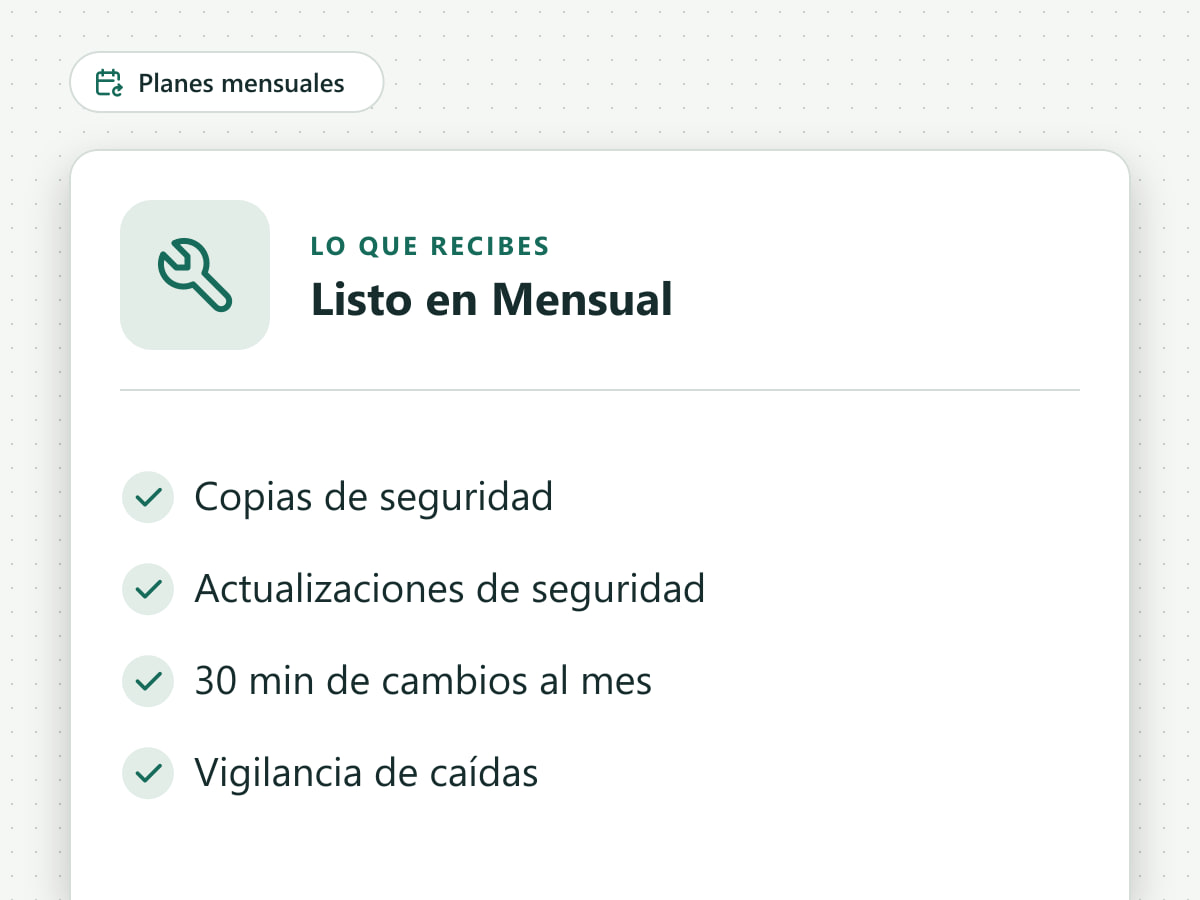 Planes mensuales
LO QUE RECIBES
Listo en Mensual
Copias de seguridad
Actualizaciones de seguridad
30 min de cambios al mes
Vigilancia de caídas